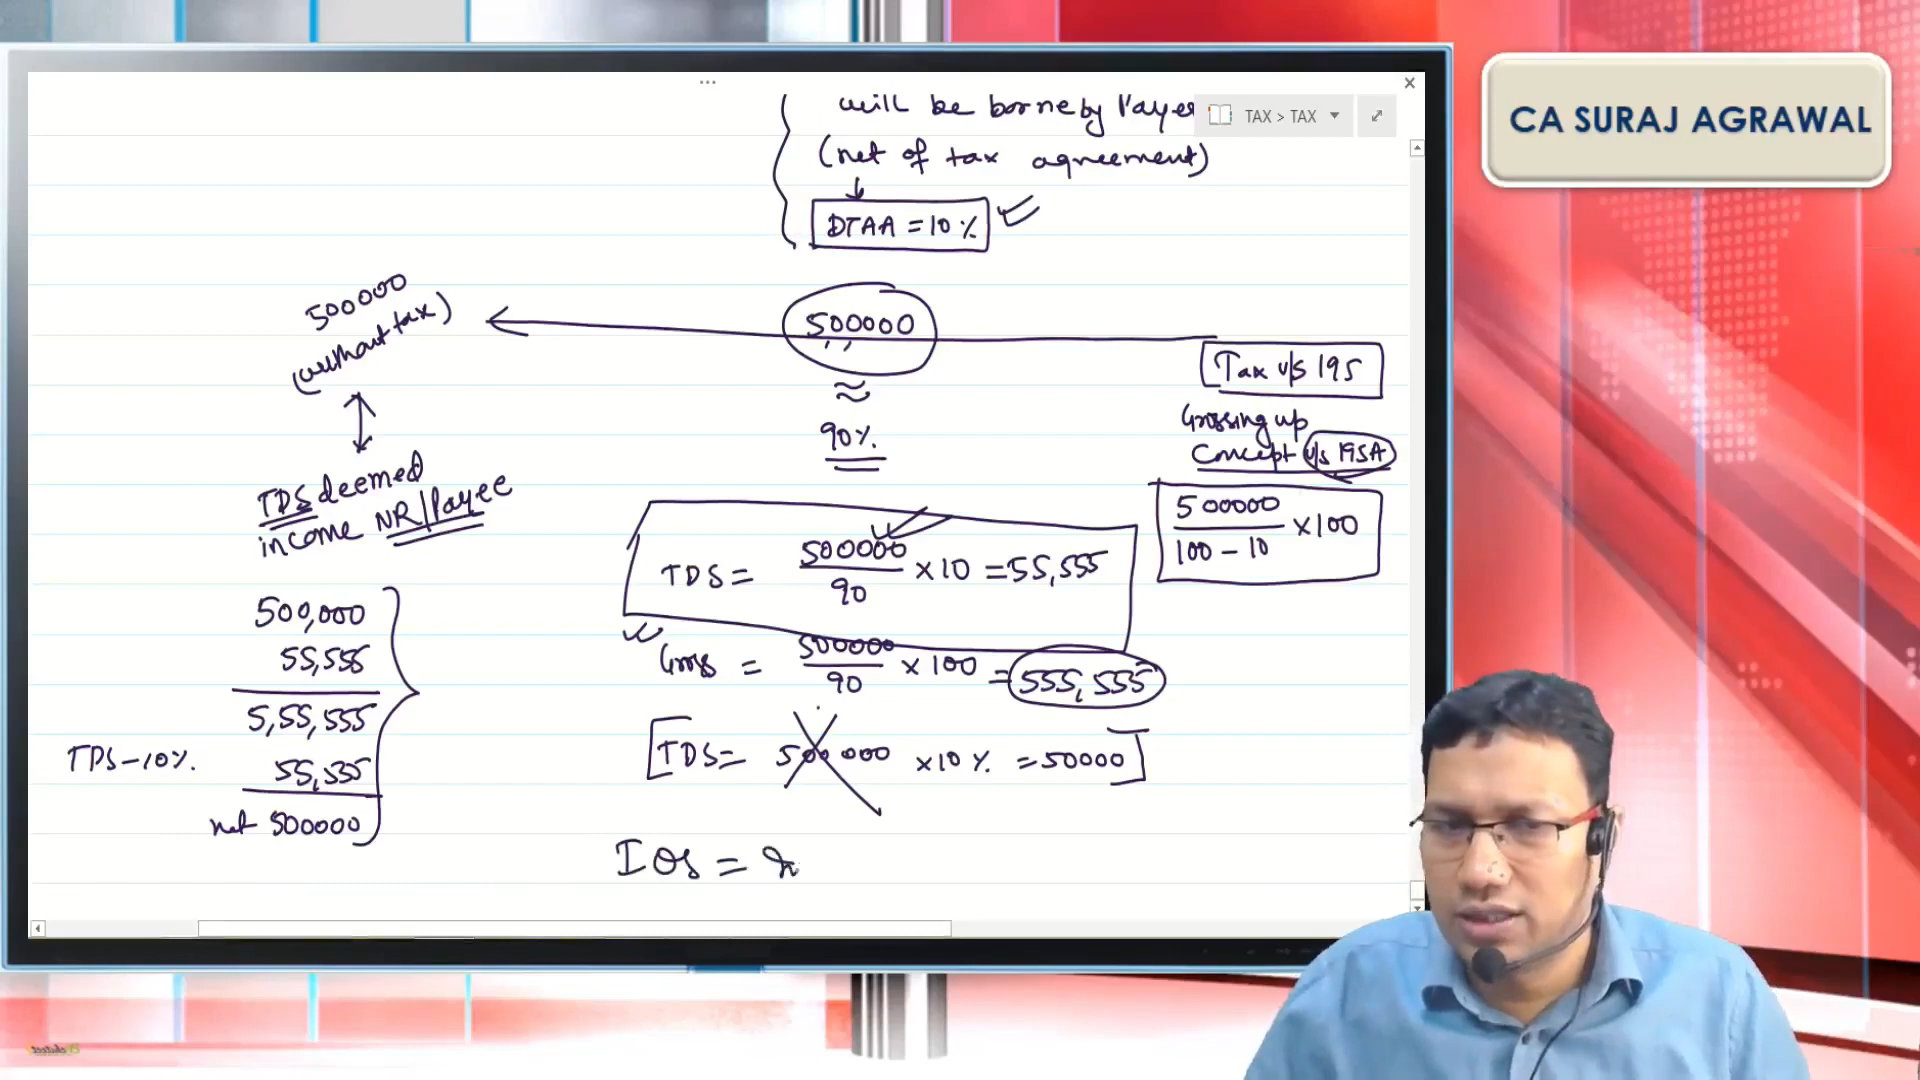 CA SURAJ AGRAWAL
TAX > TAX
will be borne by Payer
(net of tax agreement)
DTAA = 10%
500000
(without tax)
500000
Tax u/s 195
90%
Grossing up
Concept u/s 195A
500000
100 - 10
×100
TDS deemed
income NR/Payee
TDS = 500000
90
×10 = 55,555
Gross = 500000
90
×100 = 555,555
[TDS = 500000 ×10% = 50000]
500,000
55,555
5,55,555
TDS-10%. 55,555
net 500000